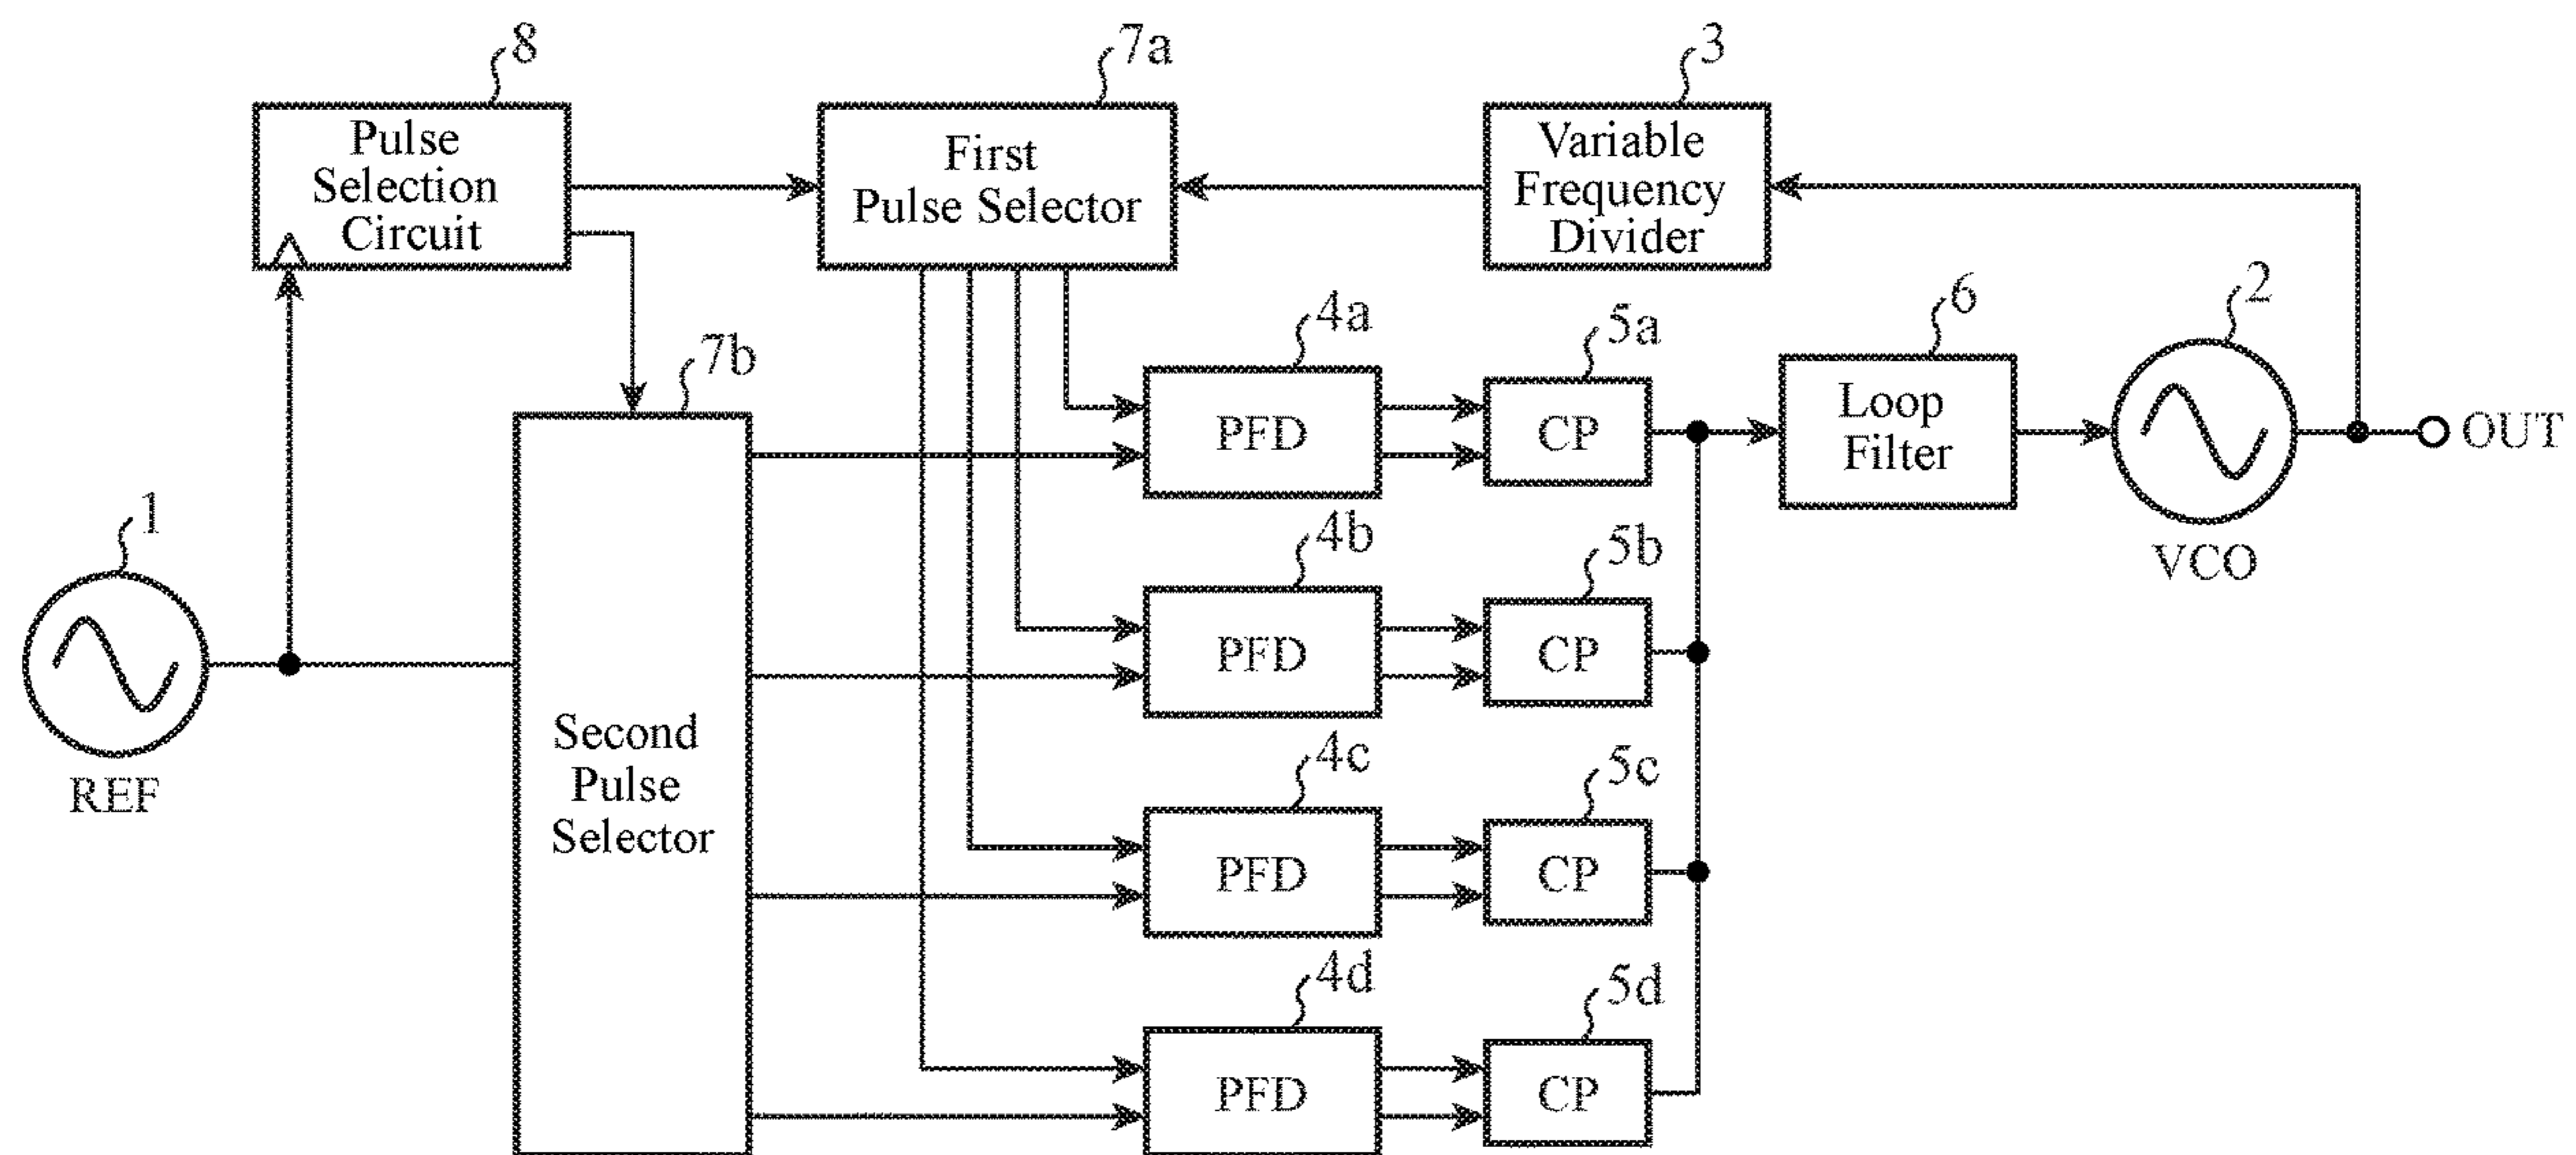 8
7a
3
Pulse
Selection
Circuit
First
Pulse Selector
Variable
Frequency
Divider
7b
4a
5a
6
2
PFD
CP
Loop
Filter
OUT
VCO
1
REF
4b
5b
PFD
CP
Second
Pulse
Selector
4c
5c
PFD
CP
4d
5d
PFD
CP